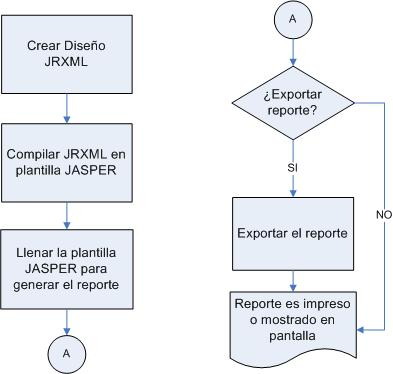 Crear Diseño
JRXML
Compilar JRXML en
plantilla JASPER
Llenar la plantilla
JASPER para
generar el reporte
A
A
¿Exportar
reporte?
SI
NO
Exportar el reporte
Reporte es impreso
o mostrado en
pantalla